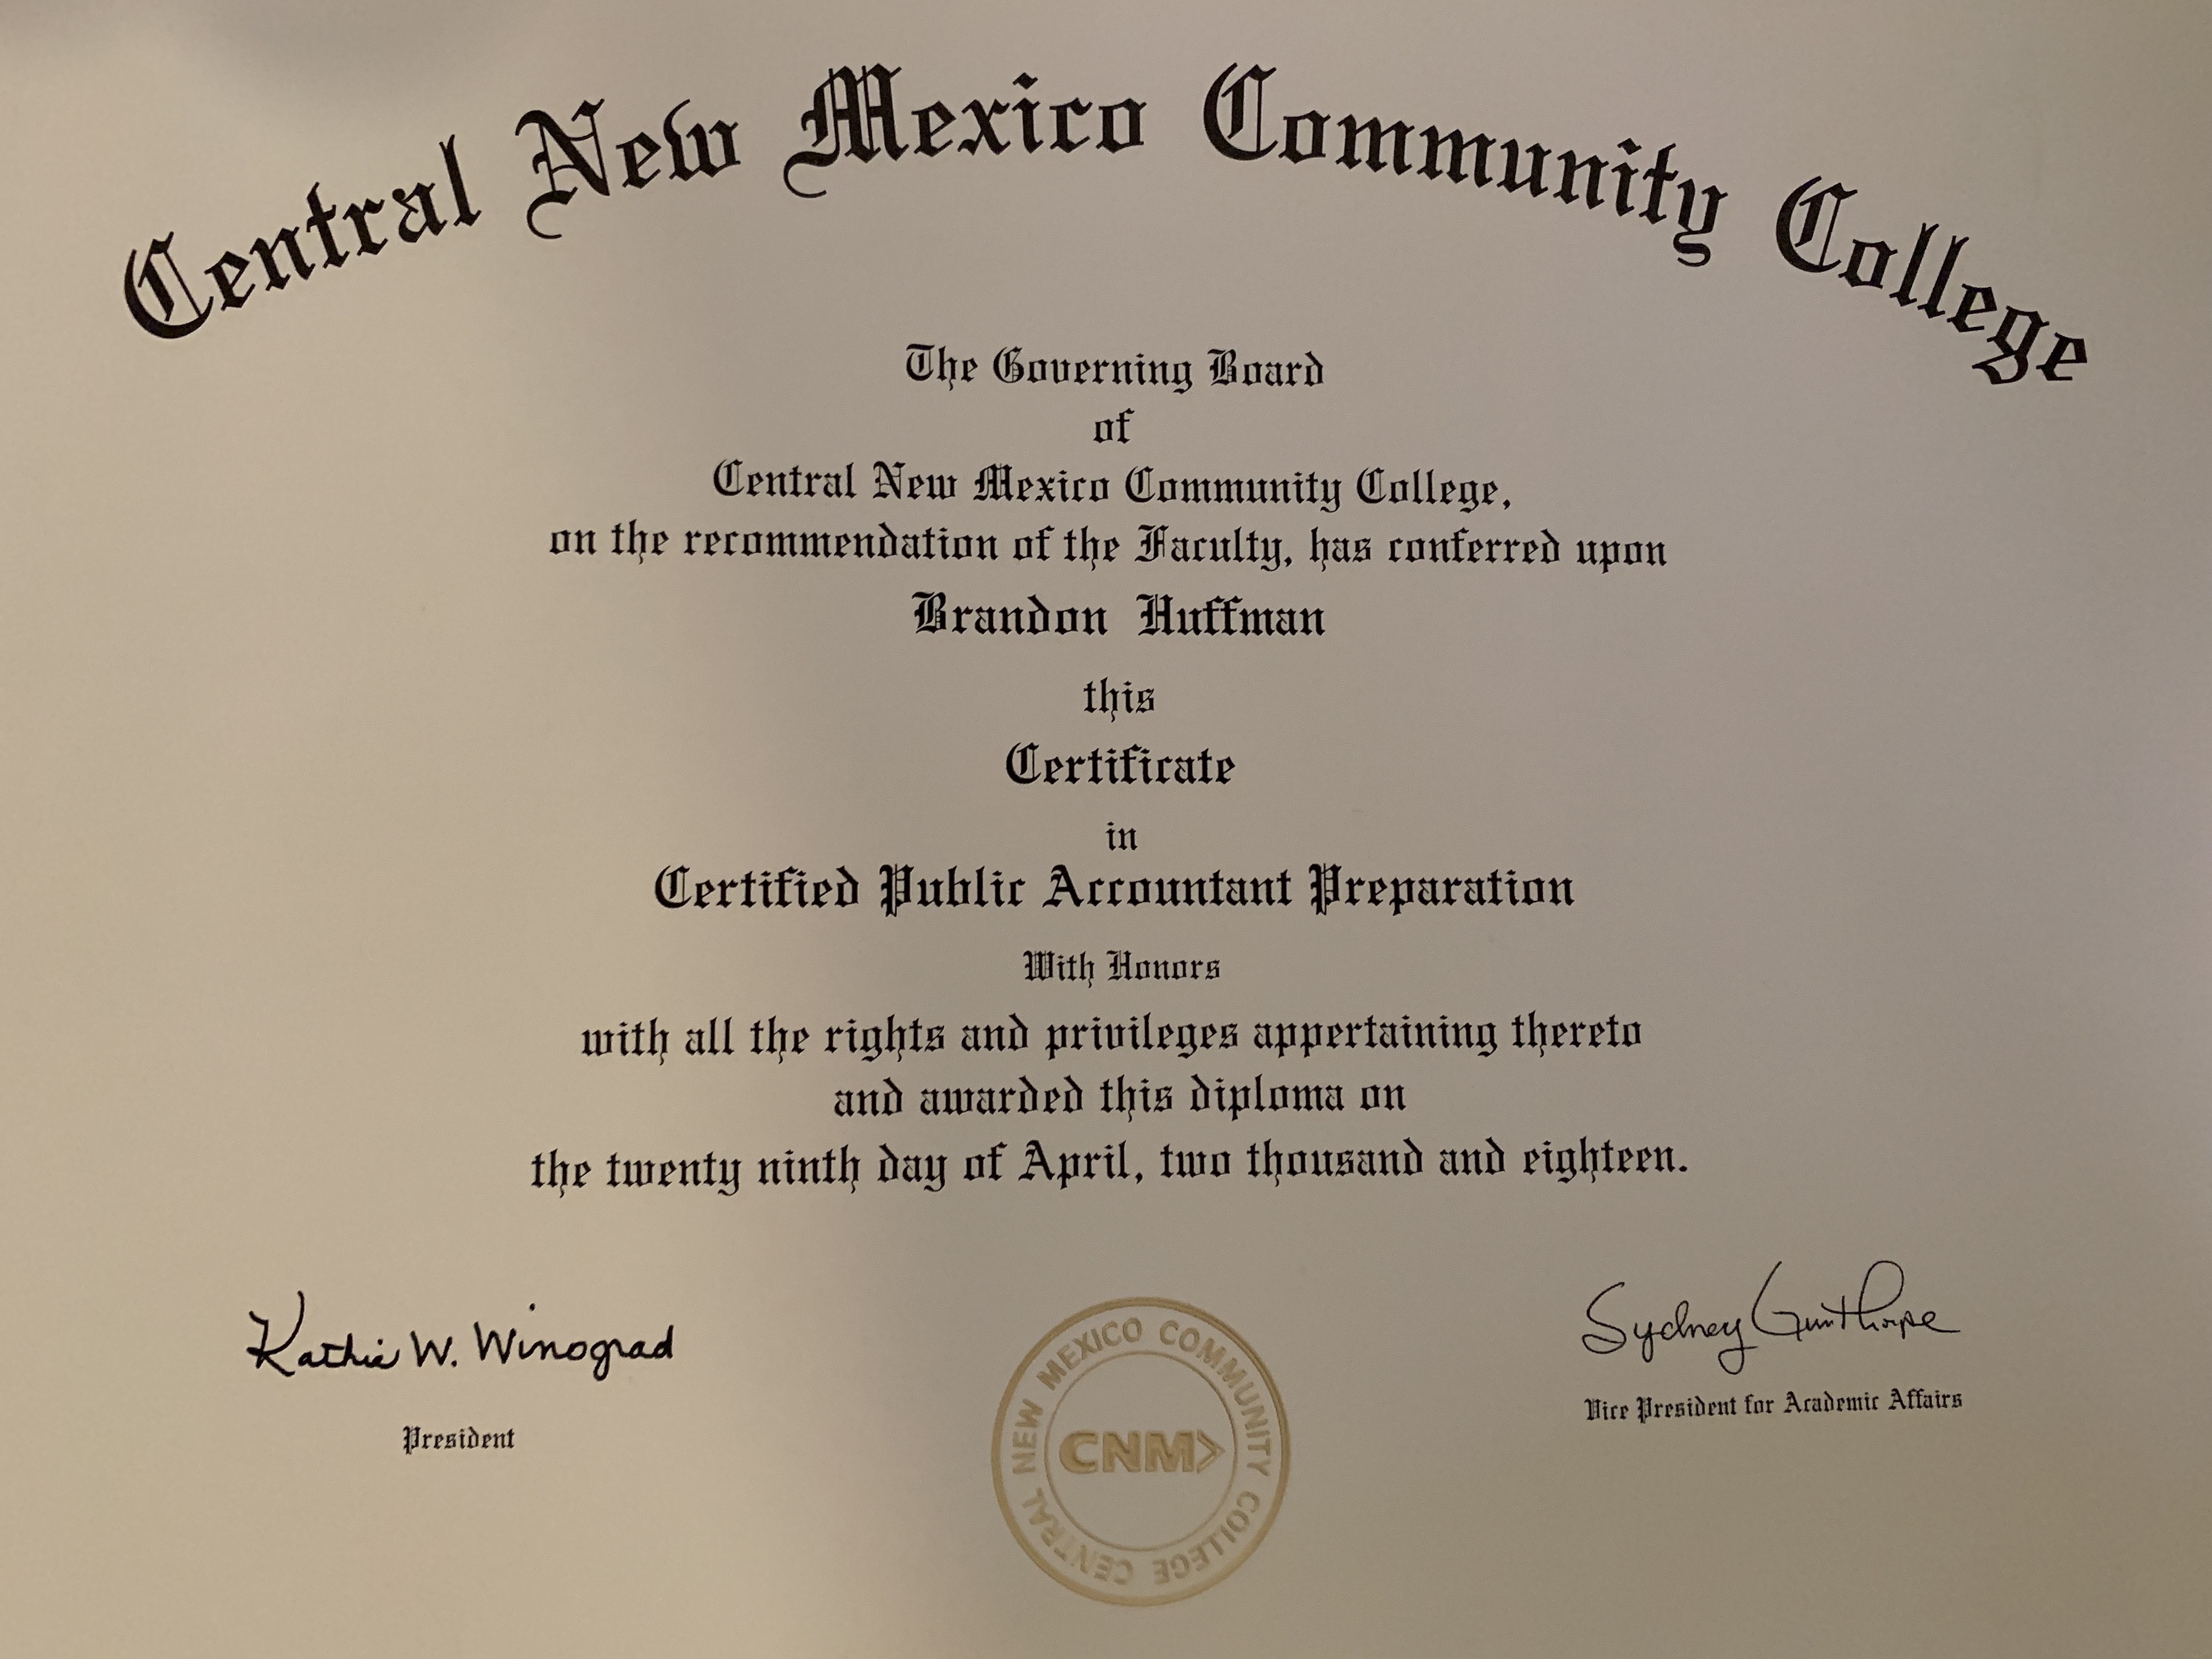 Central New Mexico Community College
The Governing Board
of
Central New Mexico Community College,
on the recommendation of the Faculty, has conferred upon
Brandon Huffman
this
Certificate
in
Certified Public Accountant Preparation
With Honors
with all the rights and privileges appertaining thereto
and awarded this diploma on
the twenty ninth day of April, two thousand and eighteen.
Kathie W. Winograd
President
Sydney Gunthorpe
Vice President for Academic Affairs
CENTRAL NEW MEXICO COMMUNITY COLLEGE
CNM